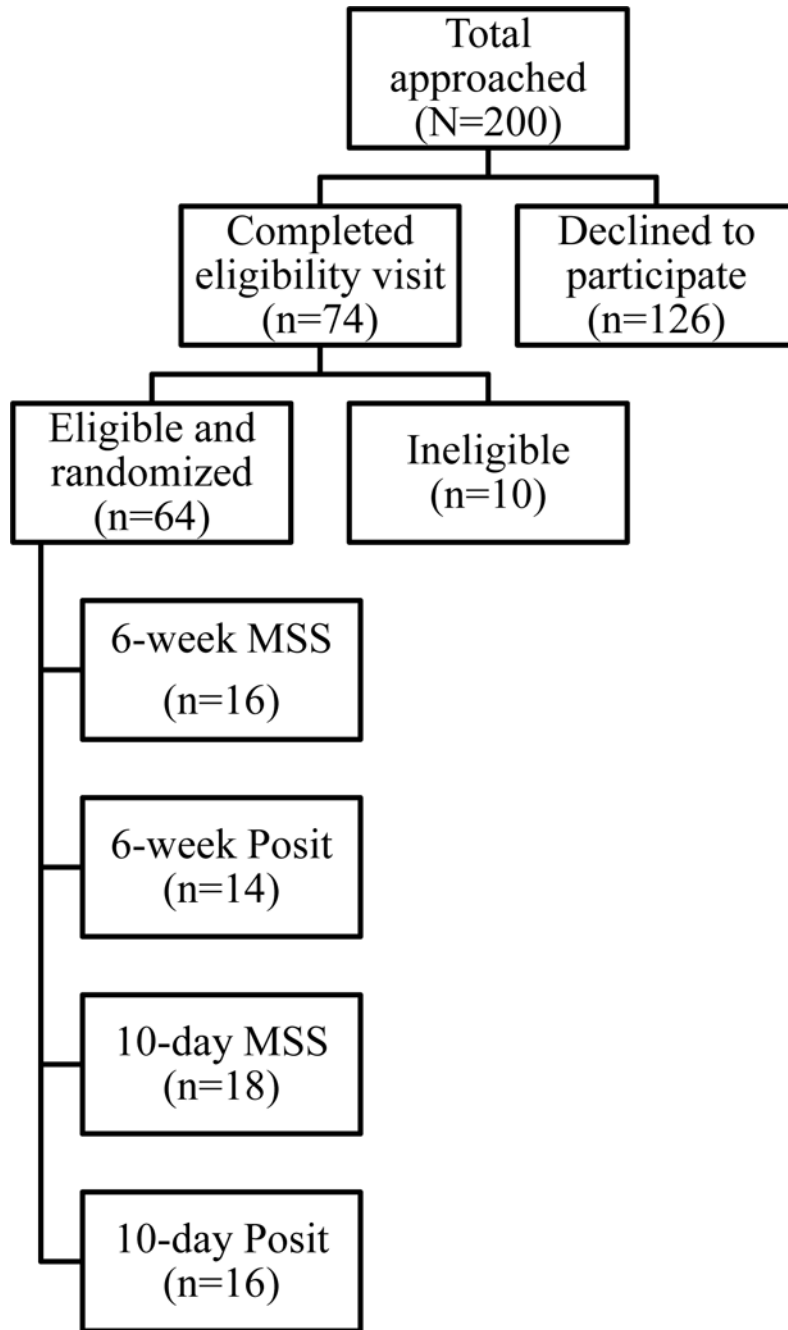 Total
approached
(N=200)
Completed
eligibility visit
(n=74)
Declined to
participate
(n=126)
Eligible and
randomized
(n=64)
Ineligible
(n=10)
6-week MSS
(n=16)
6-week Posit
(n=14)
10-day MSS
(n=18)
10-day Posit
(n=16)